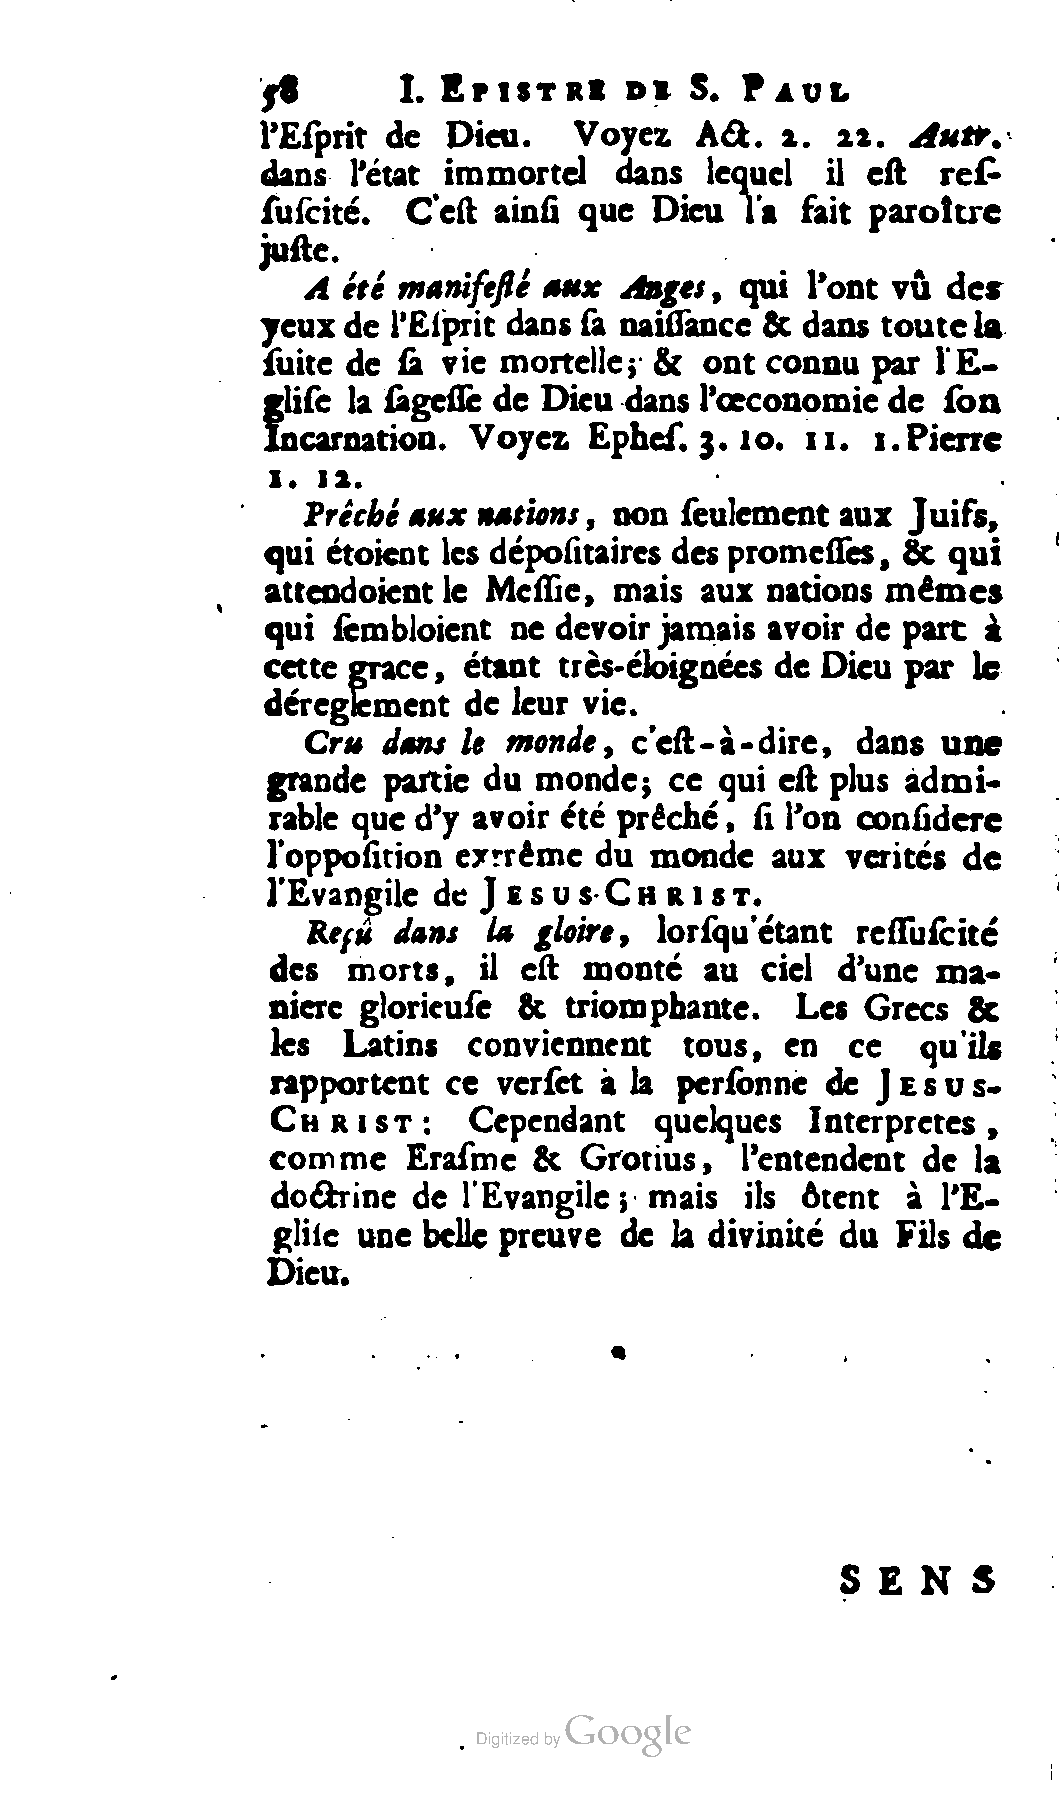 58 I. EPISTRE DE S. PAUL
l'Eſprit de Dieu. Voyez Act. 2. 22. Autr.
dans l'état immortel dans lequel il eſt reſ-
ſuſcité. C'eſt ainſi que Dieu l'a fait paroître
juſte.
A été manifeſté aux Anges, qui l'ont vû des
yeux de l'Eſprit dans ſa naiſſance & dans toute la
ſuite de ſa vie mortelle; & ont connu par l'E-
gliſe la ſageſſe de Dieu dans l'œconomie de ſon
Incarnation. Voyez Epheſ. 3. 10. 11. 1. Pierre
1. 12.
Prêché aux nations, non ſeulement aux Juifs,
qui étoient les dépoſitaires des promeſſes, & qui
attendoient le Meſſie, mais aux nations mêmes
qui ſembloient ne devoir jamais avoir de part à
cette grace, étant très-éloignées de Dieu par le
déreglement de leur vie.
Cru dans le monde, c'eſt-à-dire, dans une
grande partie du monde; ce qui eſt plus admi-
rable que d'y avoir été prêché, ſi l'on conſidere
l'oppoſition extrême du monde aux verités de
l'Evangile de JESUS-CHRIST.
Reçû dans la gloire, lorſqu'étant reſſuſcité
des morts, il eſt monté au ciel d'une ma-
niere glorieuſe & triomphante. Les Grecs &
les Latins conviennent tous, en ce qu'ils
rapportent ce verſet à la perſonne de JESUS-
CHRIST: Cependant quelques Interpretes,
comme Eraſme & Grotius, l'entendent de la
doctrine de l'Evangile; mais ils ôtent à l'E-
gliſe une belle preuve de la divinité du Fils de
Dieu.
SENS
Digitized by Google